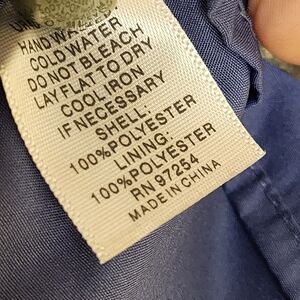 HAND WA
COLD WATER
DO NOT BLEACH
LAY FLAT TO DRY
COOL IRON
IF NECESSARY
SHELL:
100%POLYESTER
LINING:
100%POLYESTER
RN 97254
MADE IN CHINA